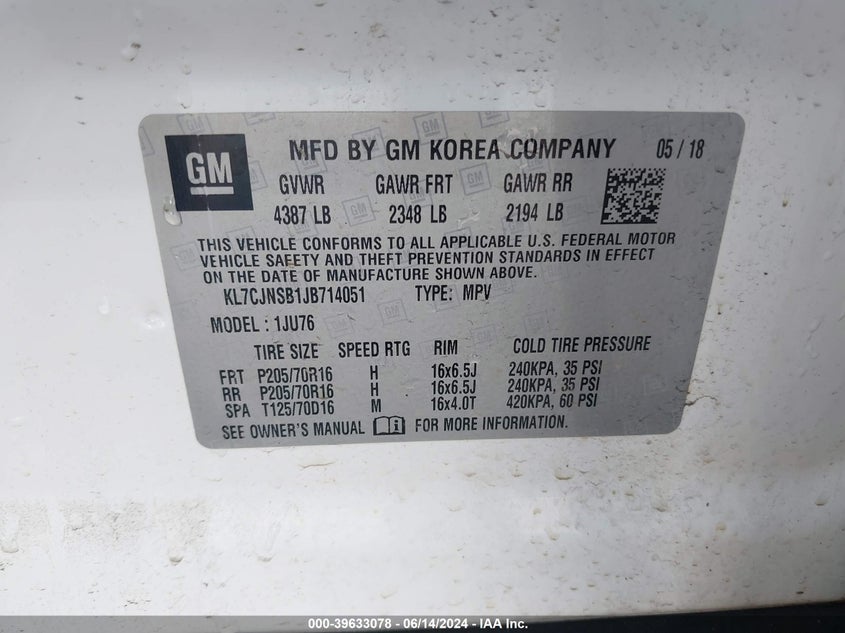 GM
MFD BY GM KOREA COMPANY 05 / 18
GVWR GAWR FRT GAWR RR
4387 LB 2348 LB 2194 LB
THIS VEHICLE CONFORMS TO ALL APPLICABLE U.S. FEDERAL MOTOR
VEHICLE SAFETY AND THEFT PREVENTION STANDARDS IN EFFECT
ON THE DATE OF MANUFACTURE SHOWN ABOVE.
KL7CJNSB1JB714051 TYPE: MPV
MODEL : 1JU76
TIRE SIZE SPEED RTG RIM COLD TIRE PRESSURE
FRT P205/70R16 H 16x6.5J 240KPA, 35 PSI
RR P205/70R16 H 16x6.5J 240KPA, 35 PSI
SPA T125/70D16 M 16x4.0T 420KPA, 60 PSI
SEE OWNER'S MANUAL FOR MORE INFORMATION.
000-39633078 - 06/14/2024 - IAA Inc.